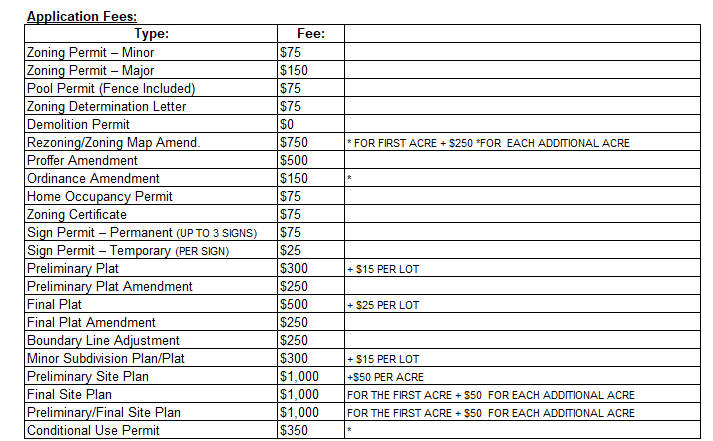 Application Fees:
Type: Fee:
Zoning Permit – Minor $75
Zoning Permit – Major $150
Pool Permit (Fence Included) $75
Zoning Determination Letter $75
Demolition Permit $0
Rezoning/Zoning Map Amend. $750 * FOR FIRST ACRE + $250 *FOR EACH ADDITIONAL ACRE
Proffer Amendment $500
Ordinance Amendment $150 *
Home Occupancy Permit $75
Zoning Certificate $75
Sign Permit – Permanent (UP TO 3 SIGNS) $75
Sign Permit – Temporary (PER SIGN) $25
Preliminary Plat $300 + $15 PER LOT
Preliminary Plat Amendment $250
Final Plat $500 + $25 PER LOT
Final Plat Amendment $250
Boundary Line Adjustment $250
Minor Subdivision Plan/Plat $300 + $15 PER LOT
Preliminary Site Plan $1,000 +$50 PER ACRE
Final Site Plan $1,000 FOR THE FIRST ACRE + $50 FOR EACH ADDITIONAL ACRE
Preliminary/Final Site Plan $1,000 FOR THE FIRST ACRE + $50 FOR EACH ADDITIONAL ACRE
Conditional Use Permit $350 *